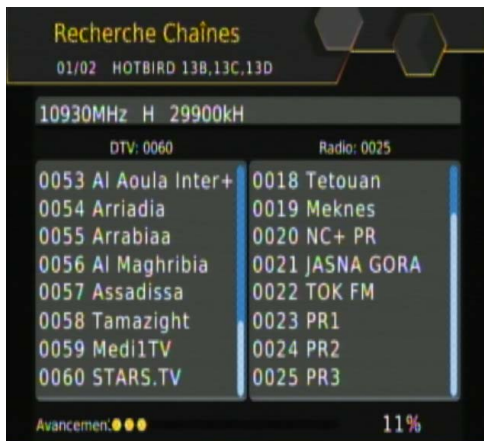 Recherche Chaînes
01/02 HOTBIRD 13B,13C,13D
10930MHz H 29900kH
DTV: 0060
Radio: 0025
0053 Al Aoula Inter+
0054 Arriadia
0055 Arrabiaa
0056 Al Maghribia
0057 Assadissa
0058 Tamazight
0059 Medi1TV
0060 STARS.TV
0018 Tetouan
0019 Meknes
0020 NC+ PR
0021 JASNA GORA
0022 TOK FM
0023 PR1
0024 PR2
0025 PR3
Avancement:
11%